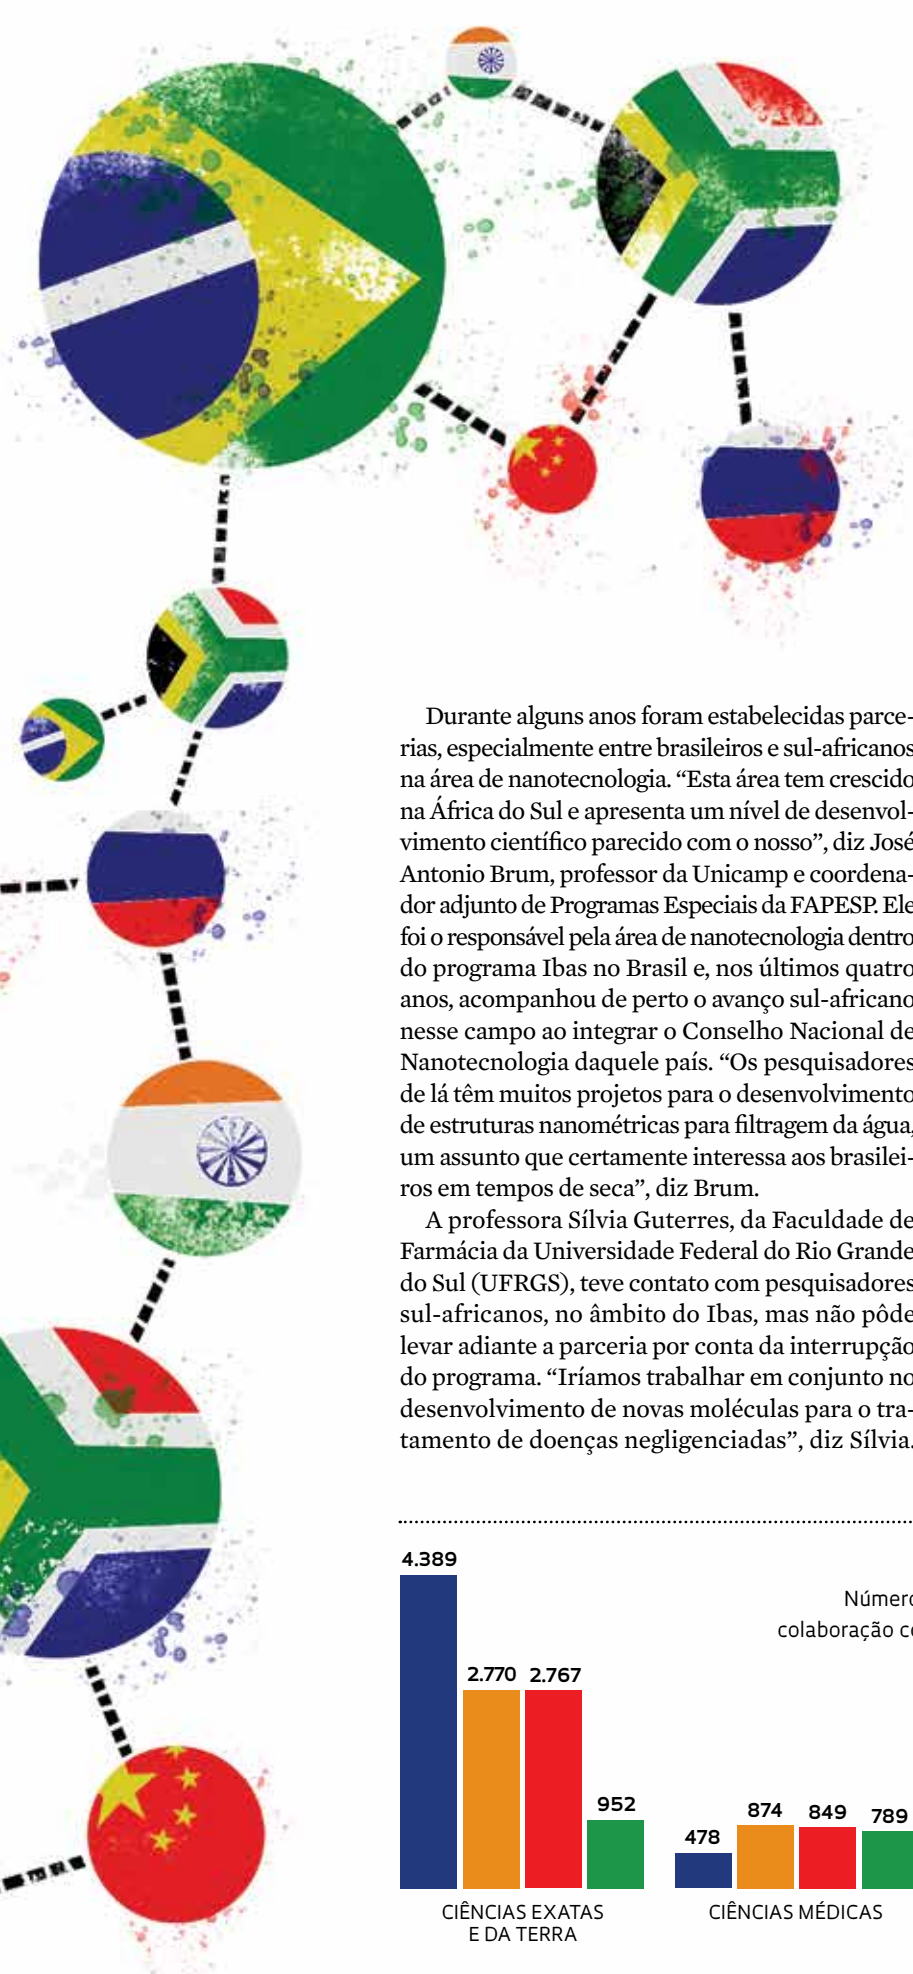 Durante alguns anos foram estabelecidas parce-
rias, especialmente entre brasileiros e sul-africanos
na área de nanotecnologia. “Esta área tem crescido
na África do Sul e apresenta um nível de desenvol-
vimento científico parecido com o nosso”, diz José
Antonio Brum, professor da Unicamp e coordena-
dor adjunto de Programas Especiais da FAPESP. Ele
foi o responsável pela área de nanotecnologia dentro
do programa Ibas no Brasil e, nos últimos quatro
anos, acompanhou de perto o avanço sul-africano
nesse campo ao integrar o Conselho Nacional de
Nanotecnologia daquele país. “Os pesquisadores
de lá têm muitos projetos para o desenvolvimento
de estruturas nanométricas para filtragem da água,
um assunto que certamente interessa aos brasilei-
ros em tempos de seca”, diz Brum.
A professora Sílvia Guterres, da Faculdade de
Farmácia da Universidade Federal do Rio Grande
do Sul (UFRGS), teve contato com pesquisadores
sul-africanos, no âmbito do Ibas, mas não pôde
levar adiante a parceria por conta da interrupção
do programa. “Iríamos trabalhar em conjunto no
desenvolvimento de novas moléculas para o tra-
tamento de doenças negligenciadas”, diz Sílvia.
Número
colaboração co
4.389
2.770 2.767
952
478 874 849 789
CIÊNCIAS EXATAS
E DA TERRA
CIÊNCIAS MÉDICAS